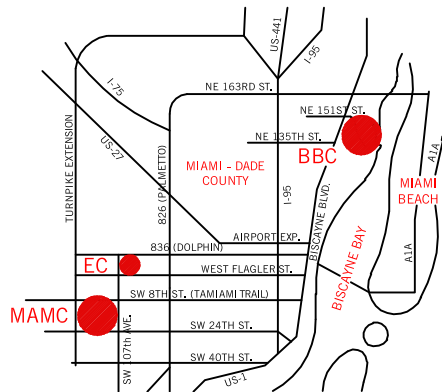 US-441
I-95
I-75
NE 163RD ST.
NE 151ST ST.
US-27
NE 135TH ST.
BBC
A1A
TURNPIKE EXTENSION
826 (PALMETTO)
MIAMI - DADE
COUNTY
I-95
BISCAYNE BLVD.
MIAMI
BEACH
AIRPORT EXP.
836 (DOLPHIN)
A1A
EC
WEST FLAGLER ST.
BISCAYNE BAY
SW 8TH ST. (TAMIAMI TRAIL)
MAMC
SW 24TH ST.
SW 107th AVE.
SW 40TH ST.
US-1